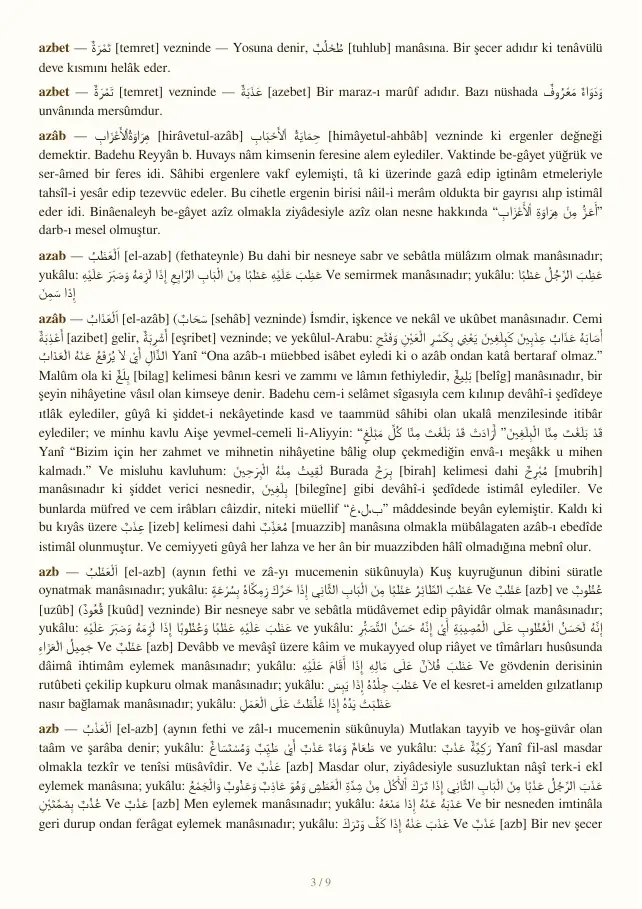 azbet — تَمْرَةٌ [temret] vezninde — Yosuna denir, طُحْلُبٌ [tuhlub] manâsına. Bir şecer adıdır ki tenâvülü
deve kısmını helâk eder.
azbet — تَمْرَةٌ [temret] vezninde — عَذَبَةٌ [azebet] Bir maraz-ı marûf adıdır. Bazı nüshada وَدَوَاءٌ مَعْرُوفٌ
unvânında mersûmdur.
azâb — هِرَاوَةُالْأَعْزَابِ [hirâvetul-azâb] حِمَايَةُ الْأَحْبَابِ [himâyetul-ahbâb] vezninde ki ergenler değneği
demektir. Badehu Reyyân b. Huvays nâm kimsenin feresine alem eylediler. Vaktinde be-gâyet yüğrük ve
ser-âmed bir feres idi. Sâhibi ergenlere vakf eylemişti, tâ ki üzerinde gazâ edip igtinâm etmeleriyle
tahsîl-i yesâr edip tezevvüc edeler. Bu cihetle ergenin birisi nâil-i merâm oldukta bir gayrısı alıp istimâl
eder idi. Binâenaleyh be-gâyet azîz olmakla ziyâdesiyle azîz olan nesne hakkında “أَعَزُّ مِنْ هِرَاوَةِ الْأَعْزَابِ”
darb-ı mesel olmuştur.
azab — اَلْعَظَبُ [el-azab] (fethateynle) Bu dahi bir nesneye sabr ve sebâtla mülâzım olmak manâsınadır;
yukâlu: عَظِبَ عَلَيْهِ عَظَبًا مِنَ الْبَابِ الرَّابِعِ إِذَا لَزِمَهُ وَصَبَرَ عَلَيْهِ Ve semirmek manâsınadır; yukâlu: عَظِبَ الرَّجُلُ عَظَبًا
إِذَا سَمِنَ
azâb — اَلْعَذَابُ [el-azâb] (سَحَابٌ [sehâb] vezninde) İsmdir, işkence ve nekâl ve ukûbet manâsınadır. Cemi
أَعْذِبَةٌ [azibet] gelir, أَشْرِبَةٌ [eşribet] vezninde; ve yekûlul-Arabu: أَصَابَهُ عَذَابُ عِذَبِينَ كَبِلَغِينَ يَعْنِي بِكَسْرِ الْعَيْنِ وَفَتْحِ
الذَّالِ أَيْ لاَ يُرْفَعُ عَنْهُ الْعَذَابُ Yanî “Ona azâb-ı müebbed isâbet eyledi ki o azâb ondan katâ bertaraf olmaz.”
Malûm ola ki بِلَغٌ [bilag] kelimesi bânın kesri ve zammı ve lâmın fethiyledir, بَلِيغٌ [belîg] manâsınadır, bir
şeyin nihâyetine vâsıl olan kimseye denir. Badehu cem-i selâmet sîgasıyla cem kılınıp devâhî-i şedîdeye
ıtlâk eylediler, gûyâ ki şiddet-i nekâyetinde kasd ve taammüd sâhibi olan ukalâ menzilesinde itibâr
eylediler; ve minhu kavlu Aişe yevmel-cemeli li-Aliyyin: “قَدْ بَلَغْتَ مِنَّا الْبِلَغِينَ” أَرَادَتْ قَدْ بَلَغْتَ مِنَّا كُلَّ مَبْلَغٍ
Yanî “Bizim için her zahmet ve mihnetin nihâyetine bâlig olup çekmediğin envâ-ı meşâkk u mihen
kalmadı.” Ve misluhu kavluhum: لَقِيتُ مِنْهُ الْبِرَحِينَ Burada بِرَحٌ [birah] kelimesi dahi مُبْرِحٌ [mubrih]
manâsınadır ki şiddet verici nesnedir, بِلَغِينَ [bilegîne] gibi devâhî-i şedîdede istimâl eylediler. Ve
bunlarda müfred ve cem irâbları câizdir, niteki müellif “ب،ل،غ” mâddesinde beyân eylemiştir. Kaldı ki
bu kıyâs üzere عِذَبٌ [izeb] kelimesi dahi مُعَذِّبٌ [muazzib] manâsına olmakla mübâlagaten azâb-ı ebedîde
istimâl olunmuştur. Ve cemiyyeti gûyâ her lahza ve her ân bir muazzibden hâlî olmadığına mebnî olur.
azb — اَلْعَظْبُ [el-azb] (aynın fethi ve zâ-yı mucemenin sükûnuyla) Kuş kuyruğunun dibini süratle
oynatmak manâsınadır; yukâlu: عَظَبَ الطَّائِرُ عَظْبًا مِنَ الْبَابِ الثَّانِي إِذَا حَرَّكَ زِمِكَّاهُ بِسُرْعَةٍ Ve عَظْبٌ [azb] ve عُظُوبٌ
[uzûb] (قُعُودٌ [kuûd] vezninde) Bir nesneye sabr ve sebâtla müdâvemet edip pâyidâr olmak manâsınadır;
yukâlu: عَظَبَ عَلَيْهِ عَظْبًا وَعُظُوبًا إِذَا لَزِمَهُ وَصَبَرَ عَلَيْهِ ve yukâlu: إِنَّهُ لَحَسَنُ الْعُظُوبِ عَلَى الْمُصِيبَةِ أَيْ إِنَّهُ حَسَنُ التَّصَبُّرِ
جَمِيلُ الْعَزَاءِ Ve عَظْبٌ [azb] Devâbb ve mevâşî üzere kâim ve mukayyed olup riâyet ve tîmârları husûsunda
dâimâ ihtimâm eylemek manâsınadır; yukâlu: عَظَبَ فُلَانٌ عَلَى مَالِهِ إِذَا أَقَامَ عَلَيْهِ Ve gövdenin derisinin
rutûbeti çekilip kupkuru olmak manâsınadır; yukâlu: عَظَبَ جِلْدُهُ إِذَا يَبِسَ Ve el kesret-i amelden gılzatlanıp
nasır bağlamak manâsınadır; yukâlu: عَظَبَتْ يَدُهُ إِذَا غَلُظَتْ عَلَى الْعَمَلِ
azb — اَلْعَذْبُ [el-azb] (aynın fethi ve zâl-ı mucemenin sükûnuyla) Mutlakan tayyib ve hoş-güvâr olan
taâm ve şarâba denir; yukâlu: طَعَامٌ وَمَاءٌ عَذْبٌ أَيْ طَيِّبٌ وَمُسْتَسَاغٌ ve yukâlu: رَكِيَّةٌ عَذْبٌ Yanî fil-asl masdar
olmakla tezkîr ve tenîsi müsâvîdir. Ve عَذْبٌ [azb] Masdar olur, ziyâdesiyle susuzluktan nâşî terk-i ekl
eylemek manâsına; yukâlu: عَذَبَ الرَّجُلُ عَذْبًا مِنَ الْبَابِ الثَّانِي إِذَا تَرَكَ الْأَكْلَ مِنْ شِدَّةِ الْعَطَشِ وَهُوَ عَاذِبٌ وَعَذُوبٌ وَالْجَمْعُ
عُذُبٌ بِضَمَّتَيْنِ Ve عَذْبٌ [azb] Men eylemek manâsınadır; yukâlu: عَذَبَهُ عَنْهُ إِذَا مَنَعَهُ Ve bir nesneden imtinâla
geri durup ondan ferâgat eylemek manâsınadır; yukâlu: عَذَبَ عَنْهُ إِذَا كَفَّ وَتَرَكَ Ve عَذْبٌ [azb] Bir nev şecer
3 / 9